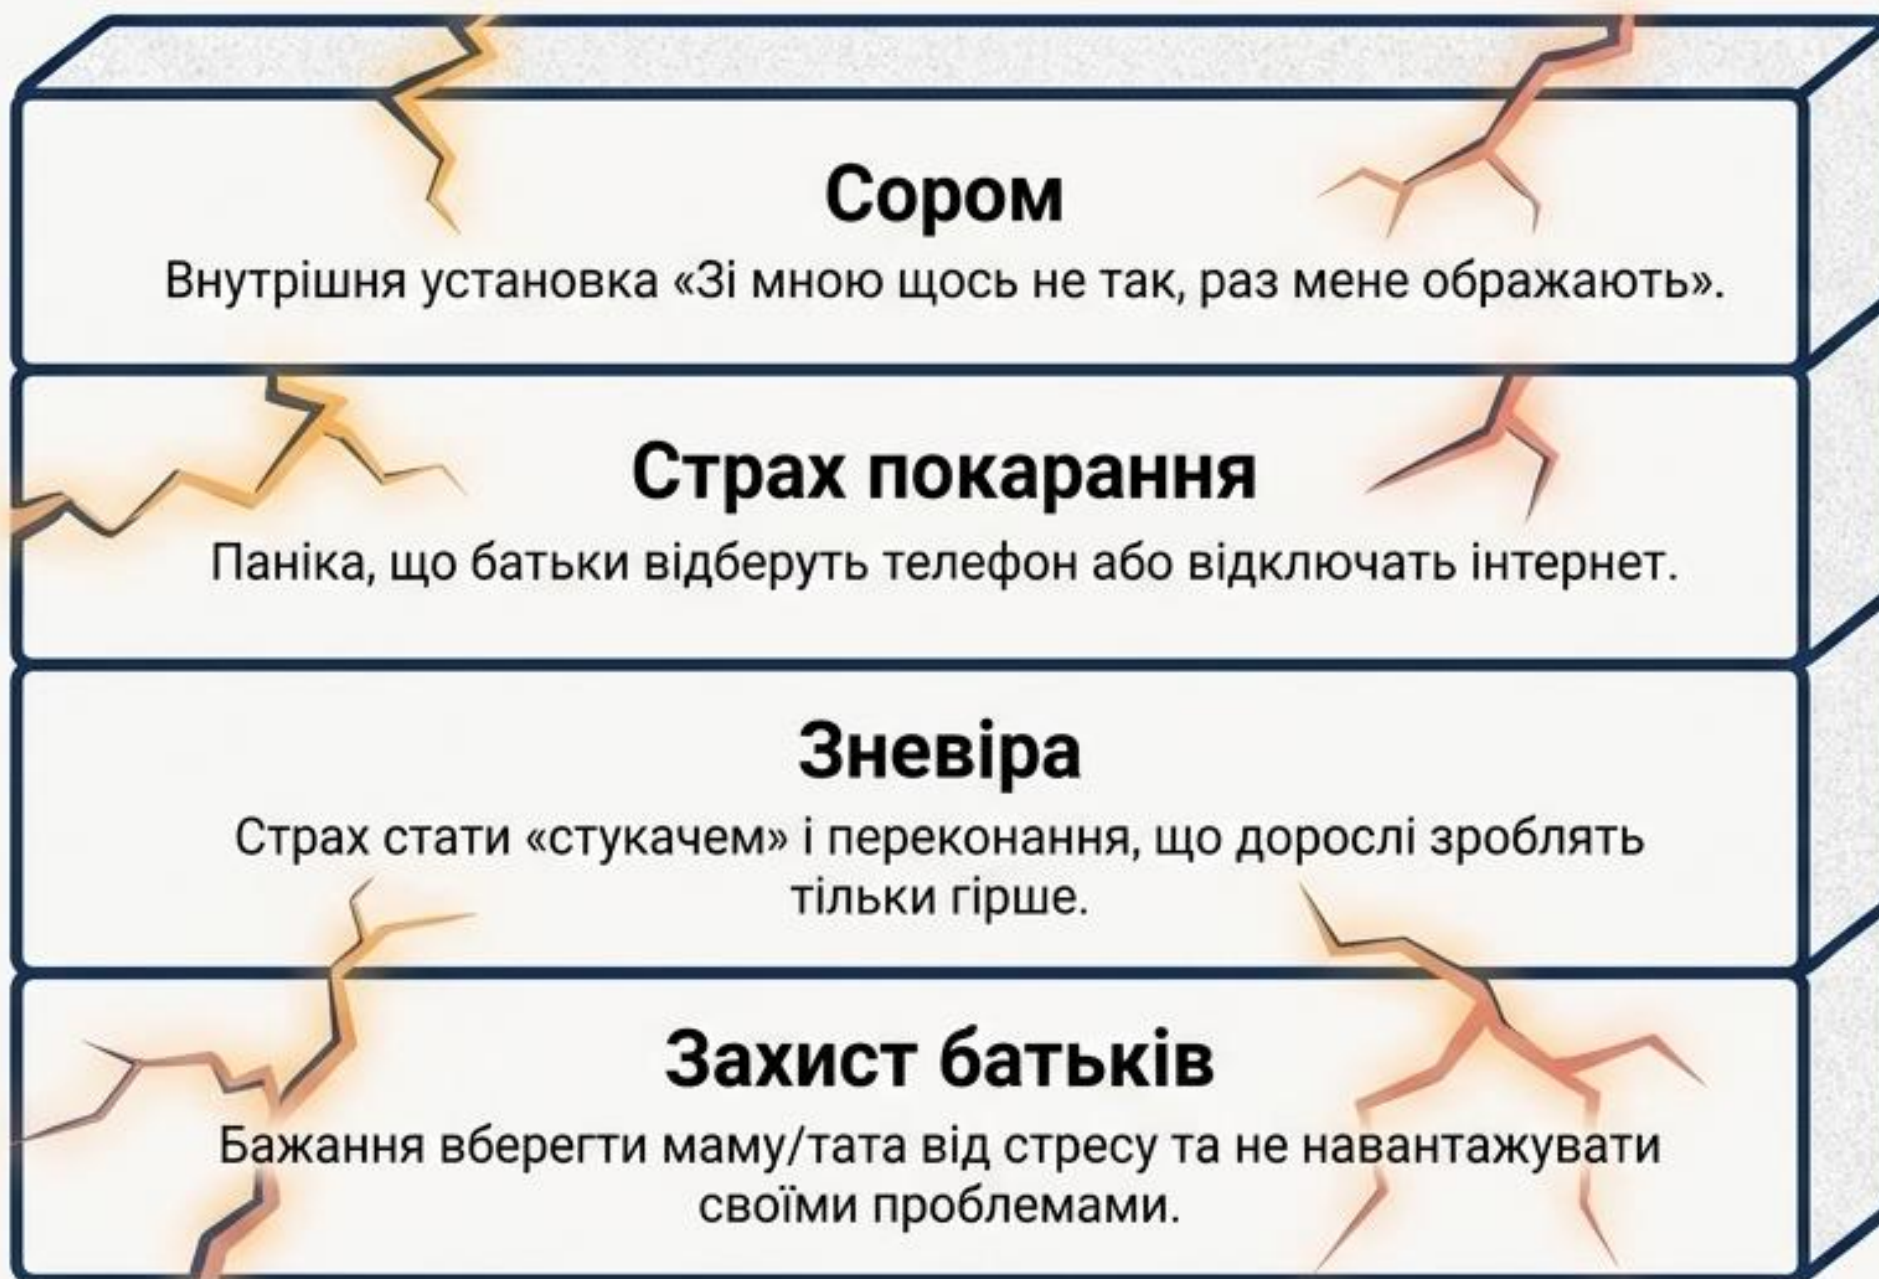 Сором
Внутрішня установка «Зі мною щось не так, раз мене ображають».
Страх покарання
Паніка, що батьки відберуть телефон або відключать інтернет.
Зневіра
Страх стати «стукачем» і переконання, що дорослі зроблять
тільки гірше.
Захист батьків
Бажання вберегти маму/тата від стресу та не навантажувати
своїми проблемами.